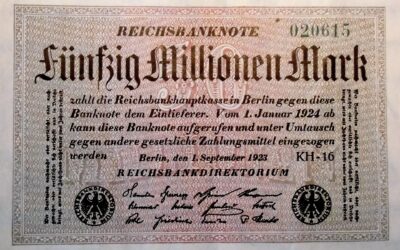 REICHSBANKNOTE 020615
Fünfzig Millionen Mark
zahlt die Reichsbankhauptkasse in Berlin gegen diese
Banknote dem Einlieferer. Vom 1. Januar 1924 ab
kann diese Banknote aufgerufen und unter Umtausch
gegen andere gesetzliche Zahlungsmittel eingezogen
werden Berlin, den 1. September 1923 KH-16
REICHSBANKDIREKTORIUM